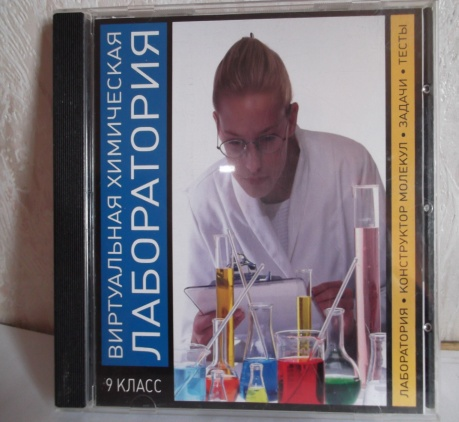 ВИРТУАЛЬНАЯ ХИМИЧЕСКАЯ
ЛАБОРАТОРИЯ
9 КЛАСС
ЛАБОРАТОРИЯ • КОНСТРУКТОР МОЛЕКУЛ • ЗАДАЧИ • ТЕСТЫ